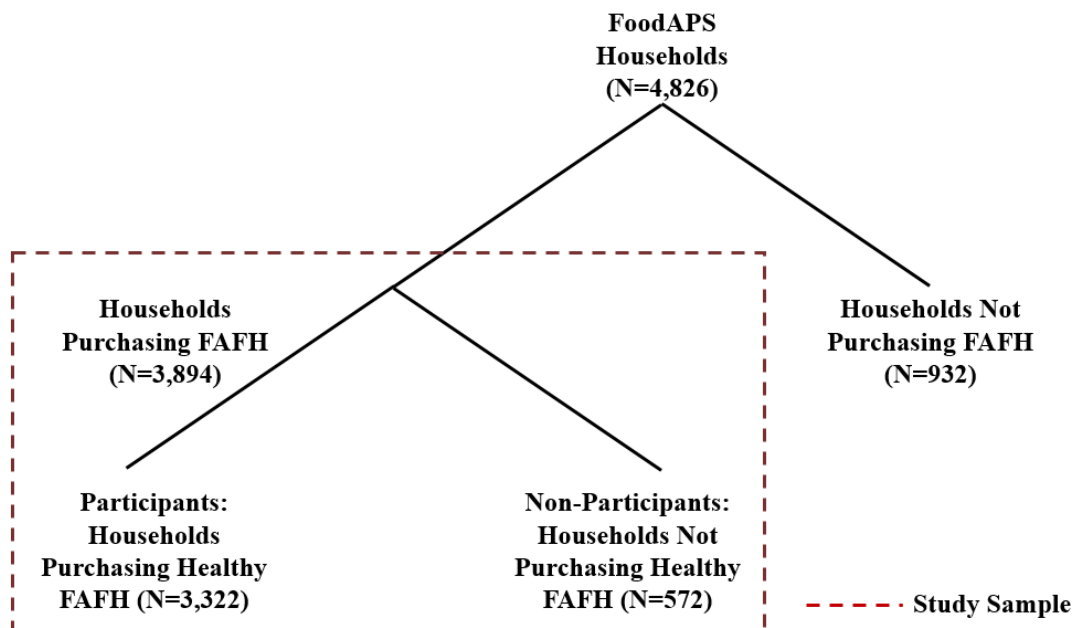 FoodAPS
Households
(N=4,826)
Households
Purchasing FAFH
(N=3,894)
Households Not
Purchasing FAFH
(N=932)
Participants:
Households
Purchasing Healthy
FAFH (N=3,322)
Non-Participants:
Households Not
Purchasing Healthy
FAFH (N=572)
Study Sample